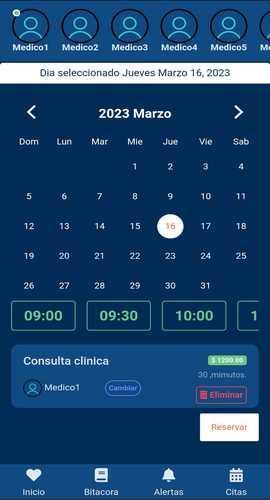 Medico1 Medico2 Medico3 Medico4 Medico5
Dia seleccionado Jueves Marzo 16, 2023
2023 Marzo
Dom Lun Mar Mie Jue Vie Sab
1 2 3 4
5 6 7 8 9 10 11
12 13 14 15 16 17 18
19 20 21 22 23 24 25
26 27 28 29 30 31
09:00 09:30 10:00 1
Consulta clinica $ 1200.00
30 ,mimutos.
Medico1 Cambiar
Eliminar
Reservar
Inicio Bitacora Alertas Citas